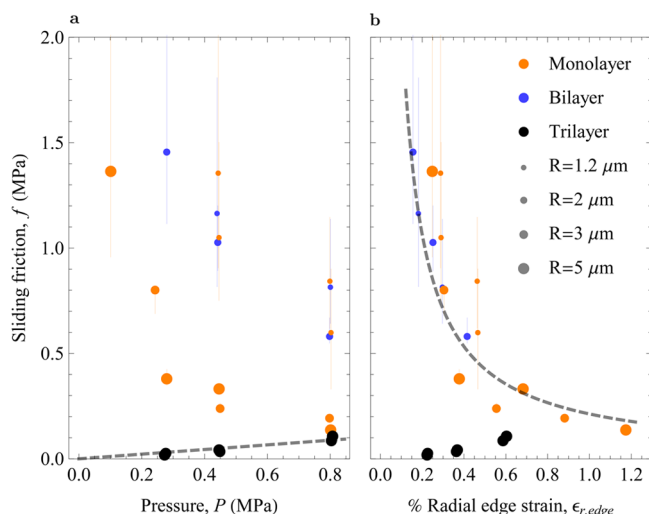 a
b
2.0
1.5
1.0
0.5
0.0
Sliding friction, f (MPa)
0.0 0.2 0.4 0.6 0.8
Pressure, P (MPa)
Monolayer
Bilayer
Trilayer
R=1.2 μm
R=2 μm
R=3 μm
R=5 μm
0.0 0.2 0.4 0.6 0.8 1.0 1.2
% Radial edge strain, ϵr,edge